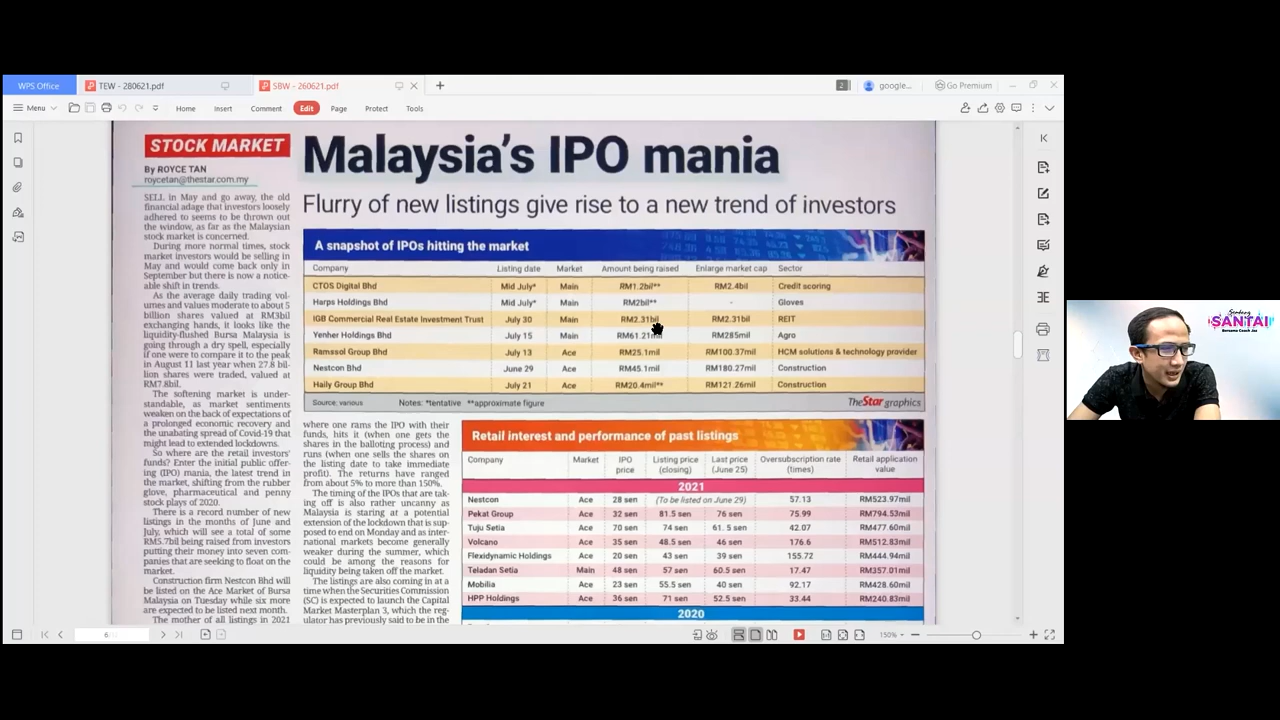 WPS Office
TEW - 280621.pdf
SBW - 260621.pdf
2
google...
Go Premium
Menu
Home
Insert
Comment
Edit
Page
Protect
Tools
STOCK MARKET
By ROYCE TAN
roycetan@thestar.com.my
SELL in May and go away, the old
financial adage that investors loosely
adhered to seems to be thrown out
the window, as far as the Malaysian
stock market is concerned.
During more normal times, stock
market investors would be selling in
May and would come back only in
September but there is now a notice-
able shift in trends.
As the average daily trading vol-
umes and values moderate to about 5
billion shares valued at RM3bil
exchanging hands, it looks like the
liquidity-flushed Bursa Malaysia is
going through a dry spell, especially
if one were to compare it to the peak
in August 11 last year when 27.8 bil-
lion shares were traded, valued at
RM7.8bil.
The softening market is under-
standable, as market sentiments
weaken on the back of expectations of
a prolonged economic recovery and
the unabating spread of Covid-19 that
might lead to extended lockdowns.
So where are the retail investors'
funds? Enter the initial public offer-
ing (IPO) mania, the latest trend in
the market, shifting from the rubber
glove, pharmaceutical and penny
stock plays of 2020.
There is a record number of new
listings in the months of June and
July, which will see a total of some
RM5.7bil being raised from investors
putting their money into seven com-
panies that are seeking to float on the
market.
Construction firm Nestcon Bhd will
be listed on the Ace Market of Bursa
Malaysia on Tuesday while six more
are expected to be listed next month.
The mother of all listings in 2021
Malaysia's IPO mania
Flurry of new listings give rise to a new trend of investors
A snapshot of IPOs hitting the market
Company Listing date Market Amount being raised Enlarge market cap Sector
CTOS Digital Bhd Mid July* Main RM1.2bil** RM2.4bil Credit scoring
Harps Holdings Bhd Mid July* Main RM2bil** - Gloves
IGB Commercial Real Estate Investment Trust July 30 Main RM2.31bil RM2.31bil REIT
Yenher Holdings Bhd July 15 Main RM61.21mil RM285mil Agro
Ramssol Group Bhd July 13 Ace RM25.1mil RM100.37mil HCM solutions & technology provider
Nestcon Bhd June 29 Ace RM45.1mil RM180.27mil Construction
Haily Group Bhd July 21 Ace RM20.4mil** RM121.26mil Construction
Source: various Notes: *tentative **approximate figure TheStar graphics
where one rams the IPO with their
funds, hits it (when one gets the
shares in the balloting process) and
runs (when one sells the shares on
the listing date to take immediate
profit). The returns have ranged
from about 5% to more than 150%.
The timing of the IPOs that are tak-
ing off is also rather uncanny as
Malaysia is staring at a potential
extension of the lockdown that is sup-
posed to end on Monday and as inter-
national markets become generally
weaker during the summer, which
could be among the reasons for
liquidity being taken off the market.
The listings are also coming in at a
time when the Securities Commission
(SC) is expected to launch the Capital
Market Masterplan 3, which the reg-
ulator has previously said to be in the
Retail interest and performance of past listings
Company Market IPO price Listing price (closing) Last price (June 25) Oversubscription rate (times) Retail application value
2021
Nestcon Ace 28 sen (To be listed on June 29) 57.13 RM523.97mil
Pekat Group Ace 32 sen 81.5 sen 76 sen 75.99 RM794.53mil
Tuju Setia Ace 70 sen 74 sen 61.5 sen 42.07 RM477.60mil
Volcano Ace 35 sen 48.5 sen 46 sen 176.6 RM512.83mil
Flexidynamic Holdings Ace 20 sen 43 sen 39 sen 155.72 RM444.94mil
Teladan Setia Main 48 sen 57 sen 60.5 sen 17.47 RM357.01mil
Mobilia Ace 23 sen 55.5 sen 40 sen 92.17 RM428.60mil
HPP Holdings Ace 36 sen 71 sen 52.5 sen 33.44 RM240.83mil
2020
6
150%
Sembang
SANTAI
Bersama Coach Jaz